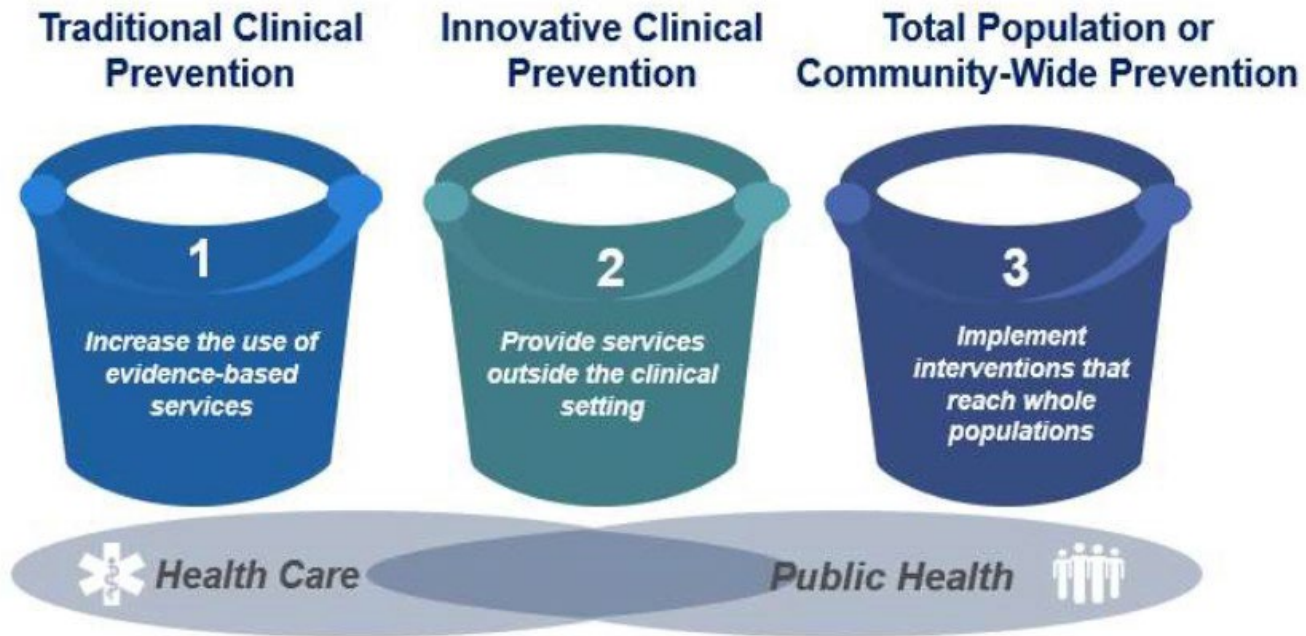 Traditional Clinical
Prevention
Innovative Clinical
Prevention
Total Population or
Community-Wide Prevention
1
Increase the use of
evidence-based
services
2
Provide services
outside the clinical
setting
3
Implement
interventions that
reach whole
populations
Health Care
Public Health